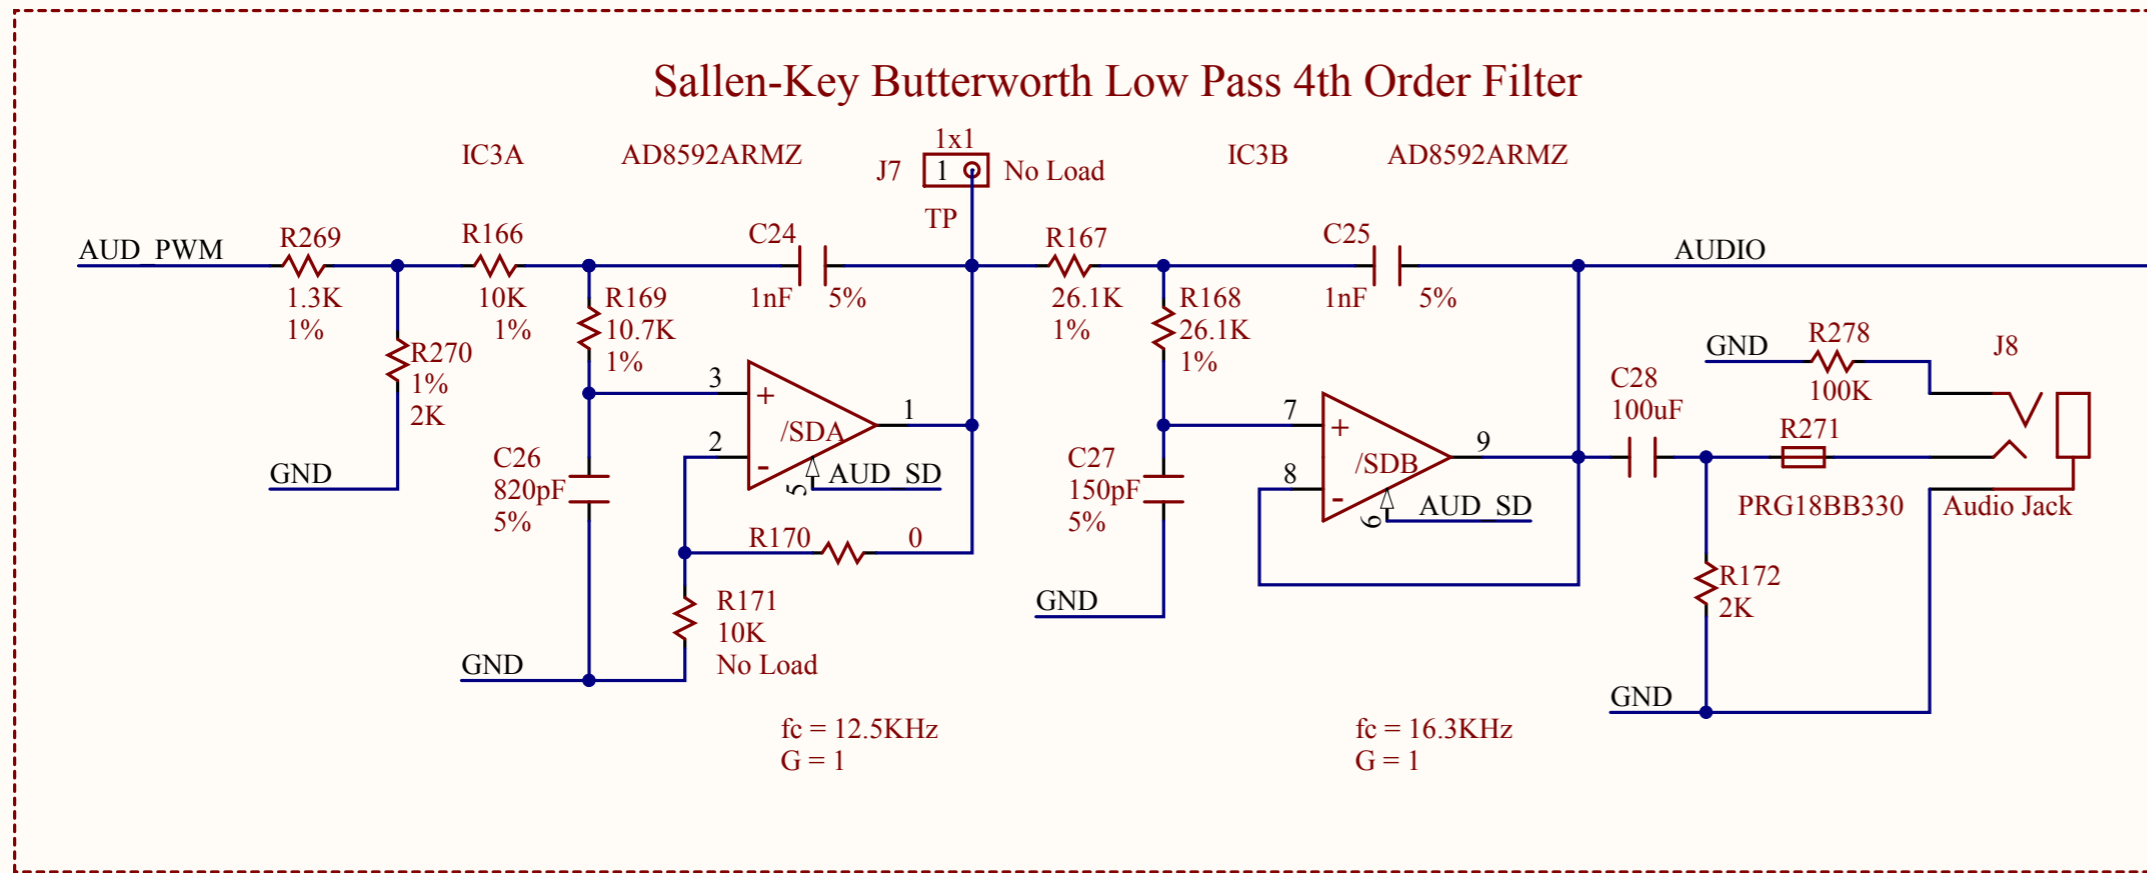 Sallen-Key Butterworth Low Pass 4th Order Filter
1x1
IC3A
AD8592ARMZ
J7
1
No Load
IC3B
AD8592ARMZ
TP
AUD_PWM
R269
R166
C24
R167
C25
AUDIO
1.3K
1%
10K
1%
R169
10.7K
1%
1nF
5%
26.1K
1%
R168
26.1K
1%
1nF
5%
R270
1%
2K
GND
R278
100K
J8
3
+
/SDA
1
2
-
5
AUD_SD
C28
100uF
7
+
/SDB
9
8
-
6
AUD_SD
R271
PRG18BB330
Audio Jack
GND
C26
820pF
5%
C27
150pF
5%
R170
0
R172
2K
R171
10K
No Load
GND
GND
GND
fc = 12.5KHz
G = 1
fc = 16.3KHz
G = 1